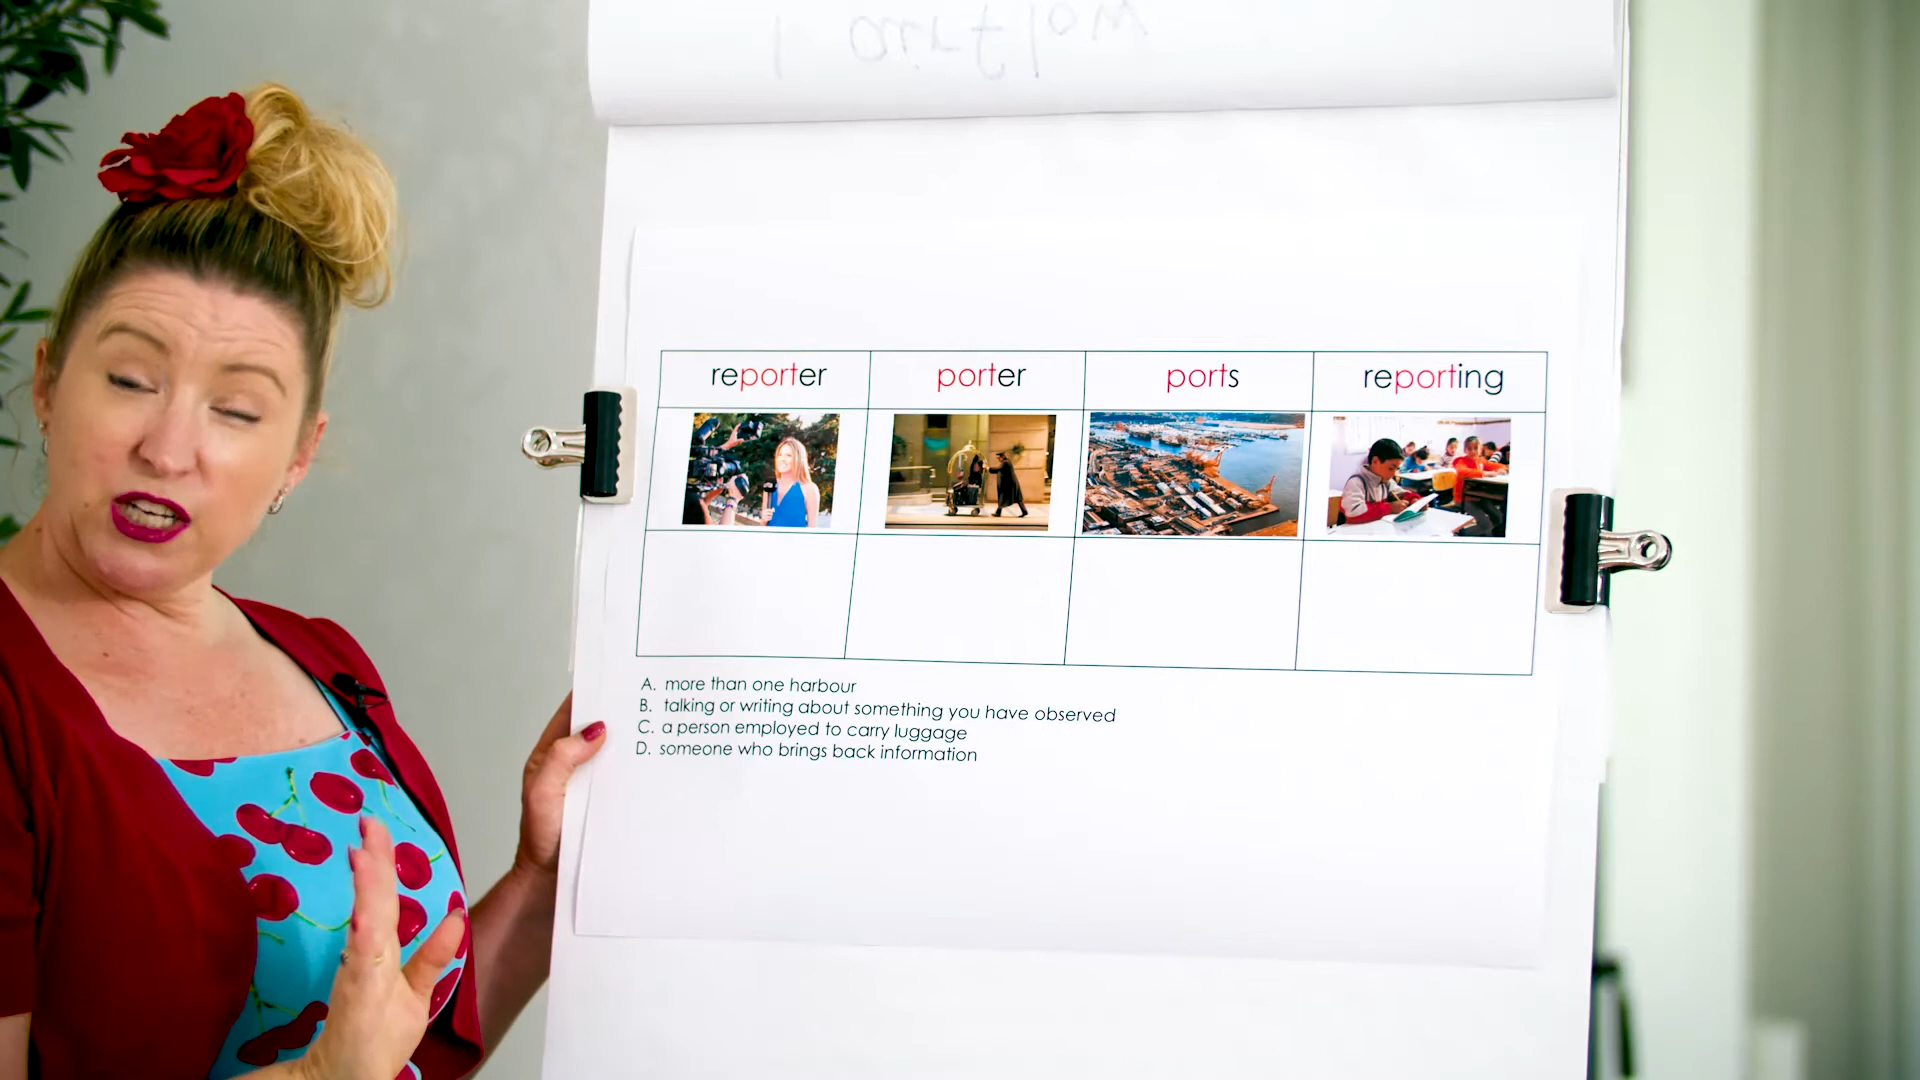 reporter porter ports reporting
A. more than one harbour
B. talking or writing about something you have observed
C. a person employed to carry luggage
D. someone who brings back information